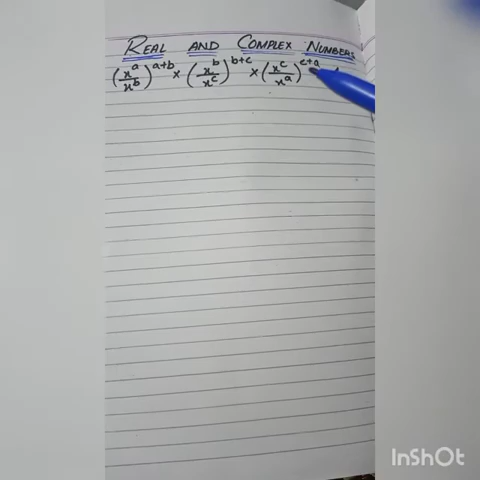 REAL AND COMPLEX NUMBERS
(x^a/x^b)^a+b × (x^b/x^c)^b+c × (x^c/x^a)^c+a
InShOt